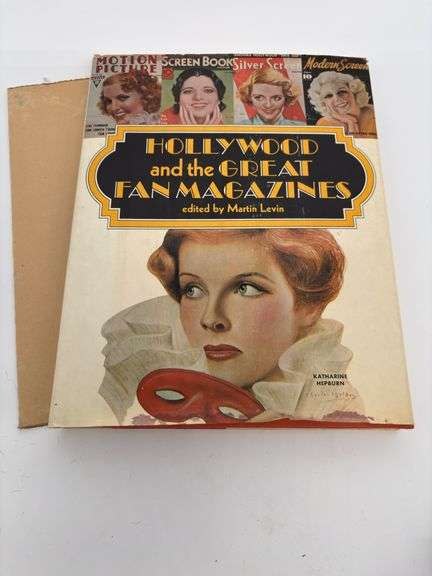 MOTION PICTURE
SCREEN BOOK
Silver Screen
Modern Screen
10
HOLLYWOOD
and the GREAT
FAN MAGAZINES
edited by Martin Levin
KATHARINE
HEPBURN